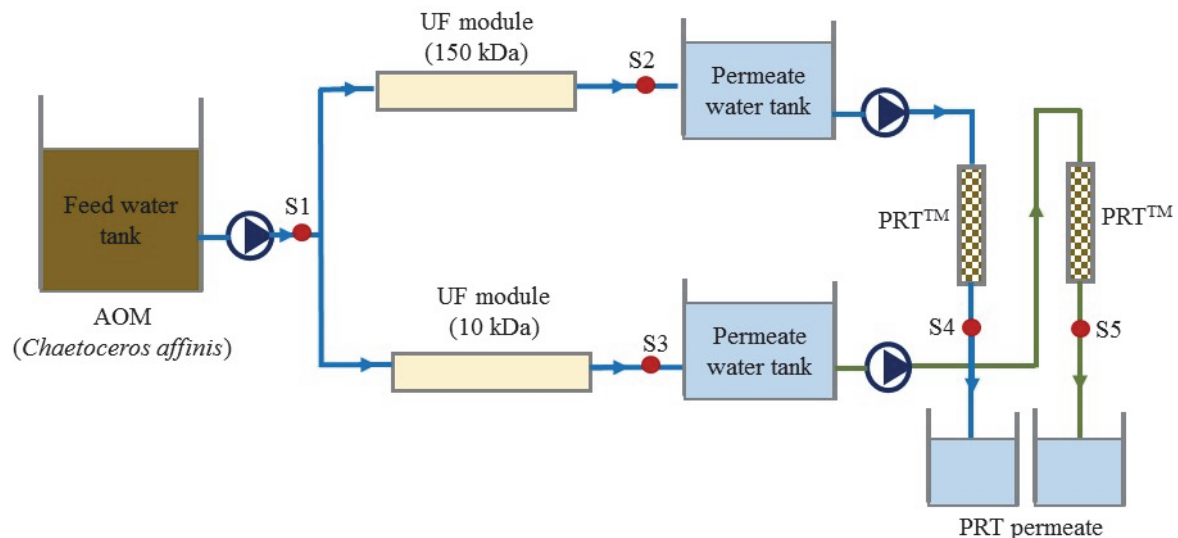 UF module
(150 kDa)
S2
Permeate
water tank
Feed water
tank
S1
PRT™
PRT™
AOM
(Chaetoceros affinis)
UF module
(10 kDa)
S3
Permeate
water tank
S4
S5
PRT permeate